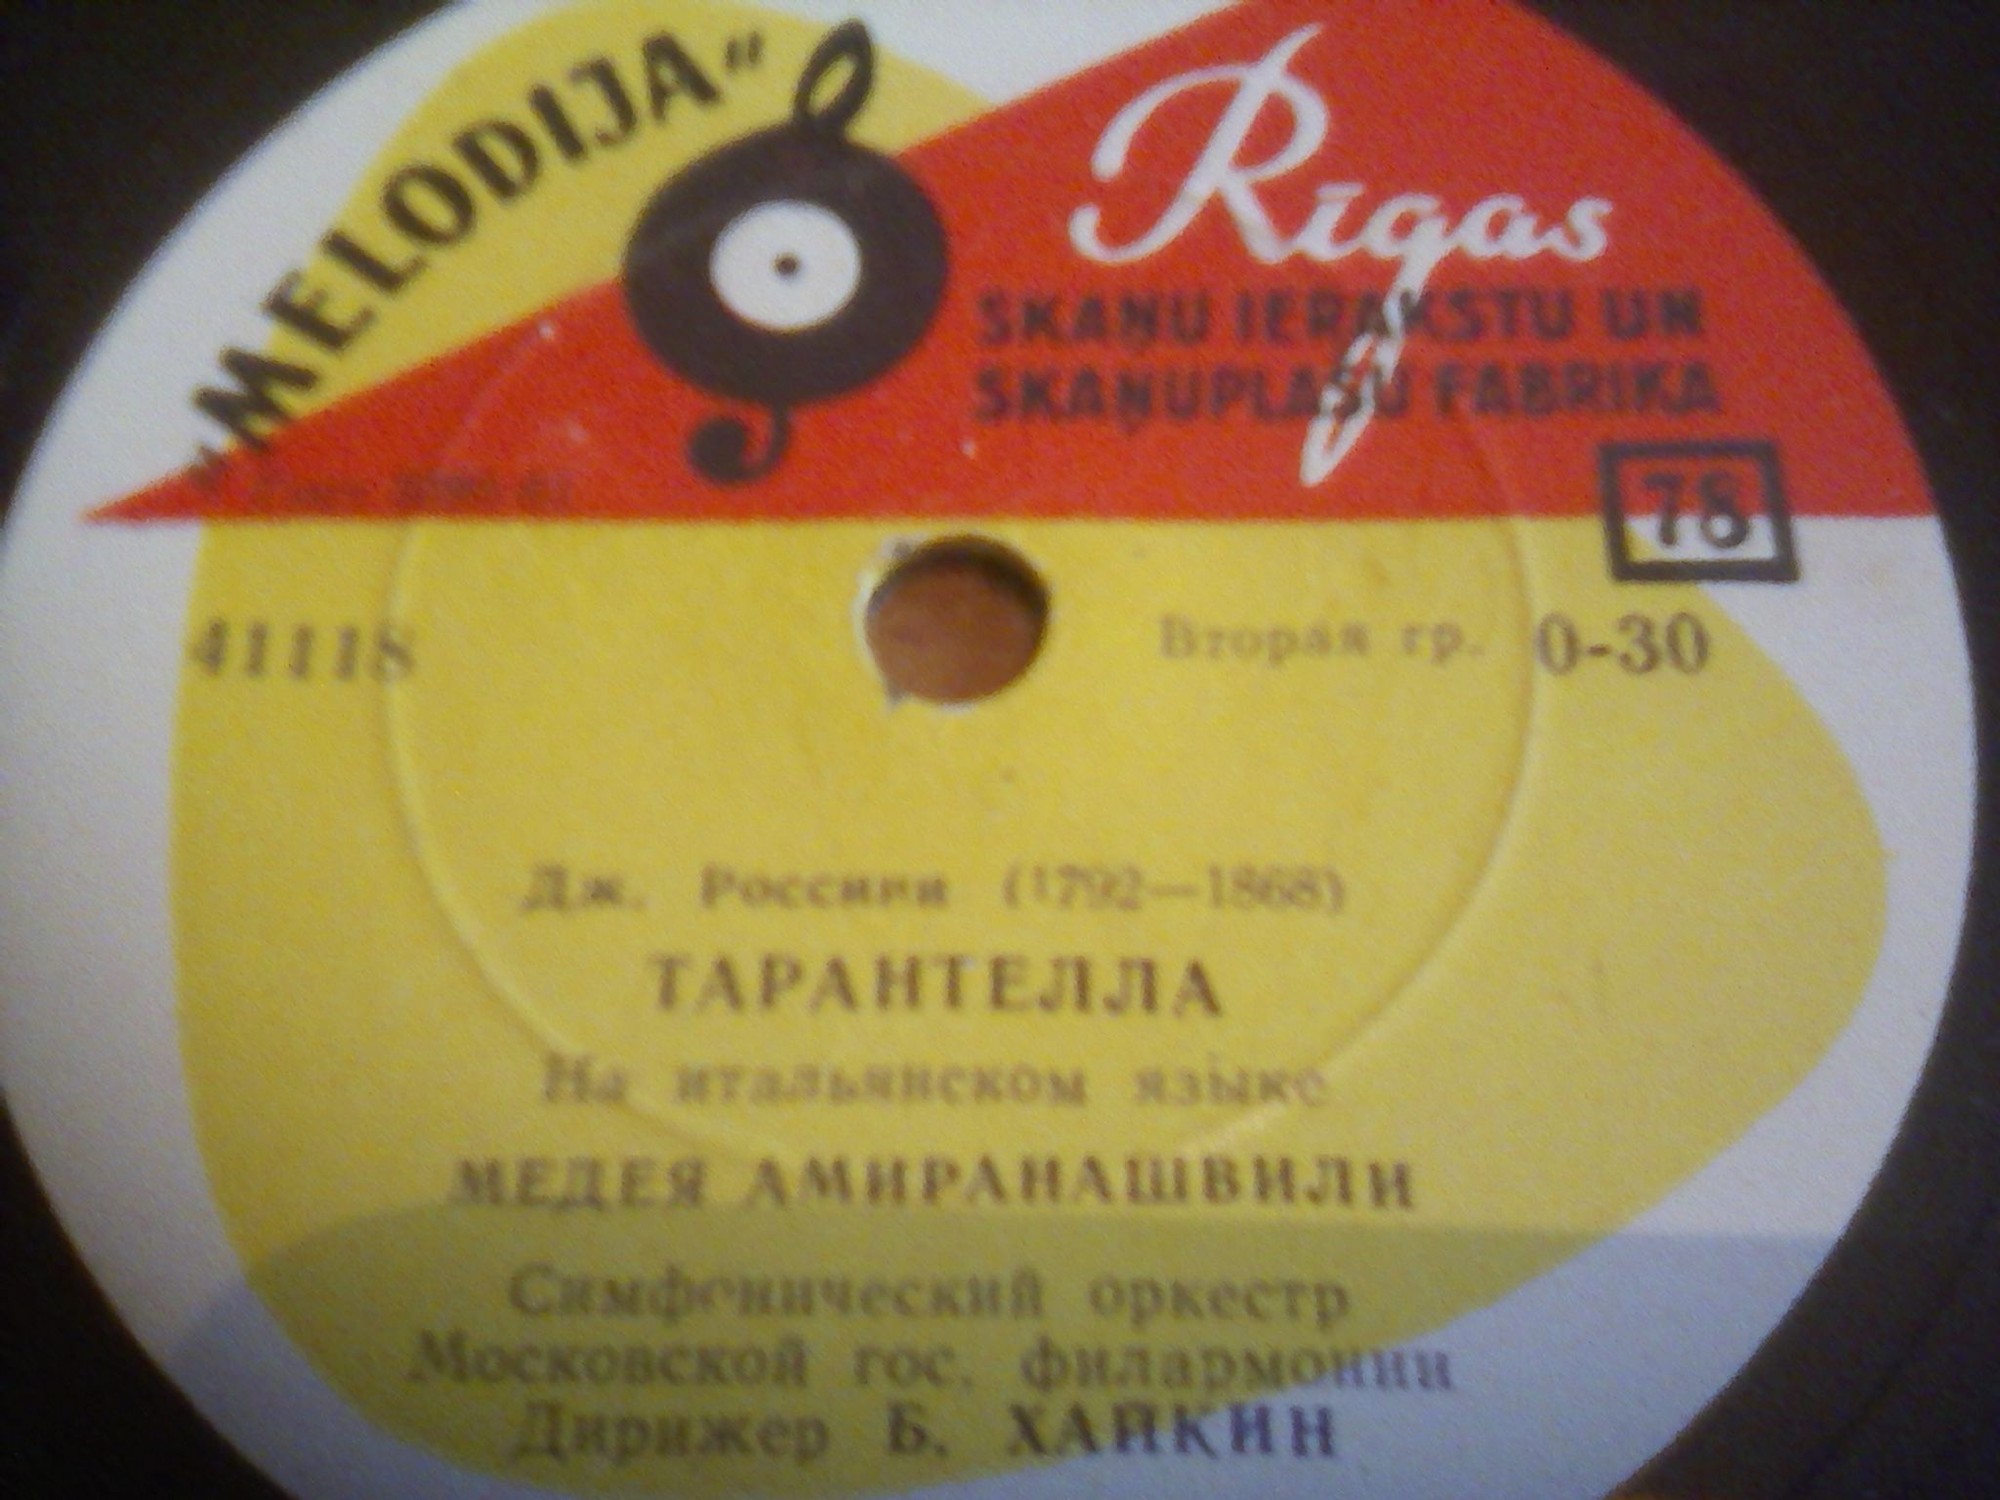 „MELODIJA“
Rīgas
SKAŅU IERAKSTU UN
SKAŅUPLAŠU FABRIKA
78
41118
Вторая гр. 0-30
Дж. Россини (1792—1868)
ТАРАНТЕЛЛА
На итальянском языке
МЕДЕЯ АМИРАНАШВИЛИ
Симфонический оркестр
Московской гос. филармонии
Дирижер Б. ХАЙКИН